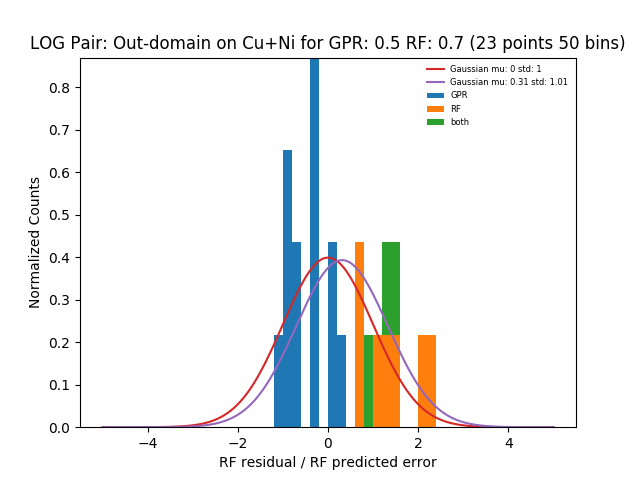 LOG Pair: Out-domain on Cu+Ni for GPR: 0.5 RF: 0.7 (23 points 50 bins)
Gaussian mu: 0 std: 1
Gaussian mu: 0.31 std: 1.01
GPR
RF
both
Normalized Counts
0.8
0.7
0.6
0.5
0.4
0.3
0.2
0.1
0.0
−4 −2 0 2 4
RF residual / RF predicted error